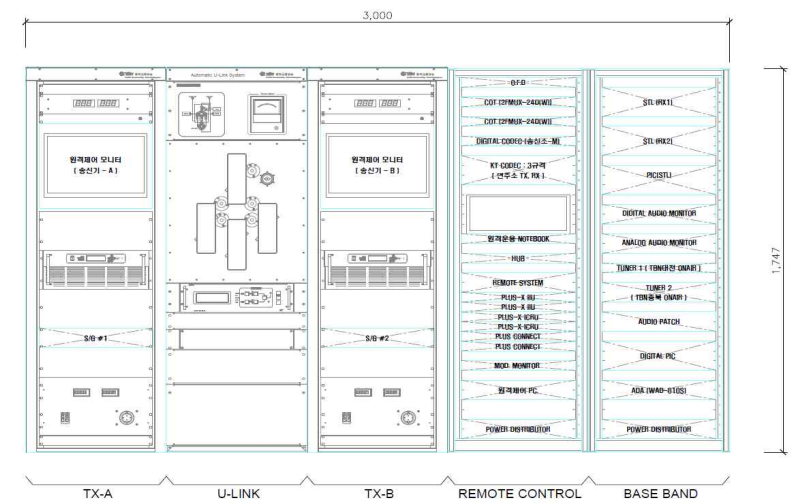 3,000
Automatic U-Link System
원격제어 모니터
( 송신기 - A )
원격제어 모니터
( 송신기 - B )
S/G #1
S/G #2
O.F.D
COT [2FMUX-240(W)]
COT [2FMUX-240(W)]
DIGITAL CODEC (송신소-M)
KT CODEC : 3규격
( 연주소 TX, RX )
원격운용 NOTEBOOK
HUB
REMOTE SYSTEM
PLUS-X IIU
PLUS-X IIU
PLUS-X ICRU
PLUS-X ICRU
PLUS CONNECT
PLUS CONNECT
MOD. MONITOR
원격제어 PC
POWER DISTRIBUTOR
STL (RX1)
STL (RX2)
PIC(STL)
DIGITAL AUDIO MONITOR
ANALOG AUDIO MONITOR
TUNER 1 ( TBN대전 ONAIR )
TUNER 2
( TBN충북 ONAIR )
AUDIO PATCH
DIGITAL PIC
ADA (WAD-810S)
POWER DISTRIBUTOR
1,747
TX-A
U-LINK
TX-B
REMOTE CONTROL
BASE BAND